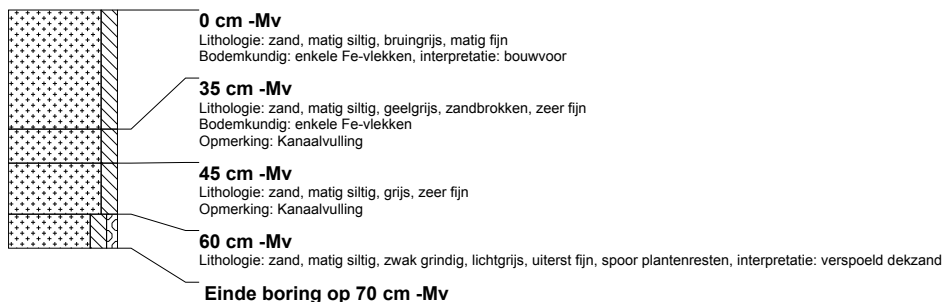 0 cm -Mv
Lithologie: zand, matig siltig, bruingrijs, matig fijn
Bodemkundig: enkele Fe-vlekken, interpretatie: bouwvoor
35 cm -Mv
Lithologie: zand, matig siltig, geelgrijs, zandbrokken, zeer fijn
Bodemkundig: enkele Fe-vlekken
Opmerking: Kanaalvulling
45 cm -Mv
Lithologie: zand, matig siltig, grijs, zeer fijn
Opmerking: Kanaalvulling
60 cm -Mv
Lithologie: zand, matig siltig, zwak grindig, lichtgrijs, uiterst fijn, spoor plantenresten, interpretatie: verspoeld dekzand
Einde boring op 70 cm -Mv